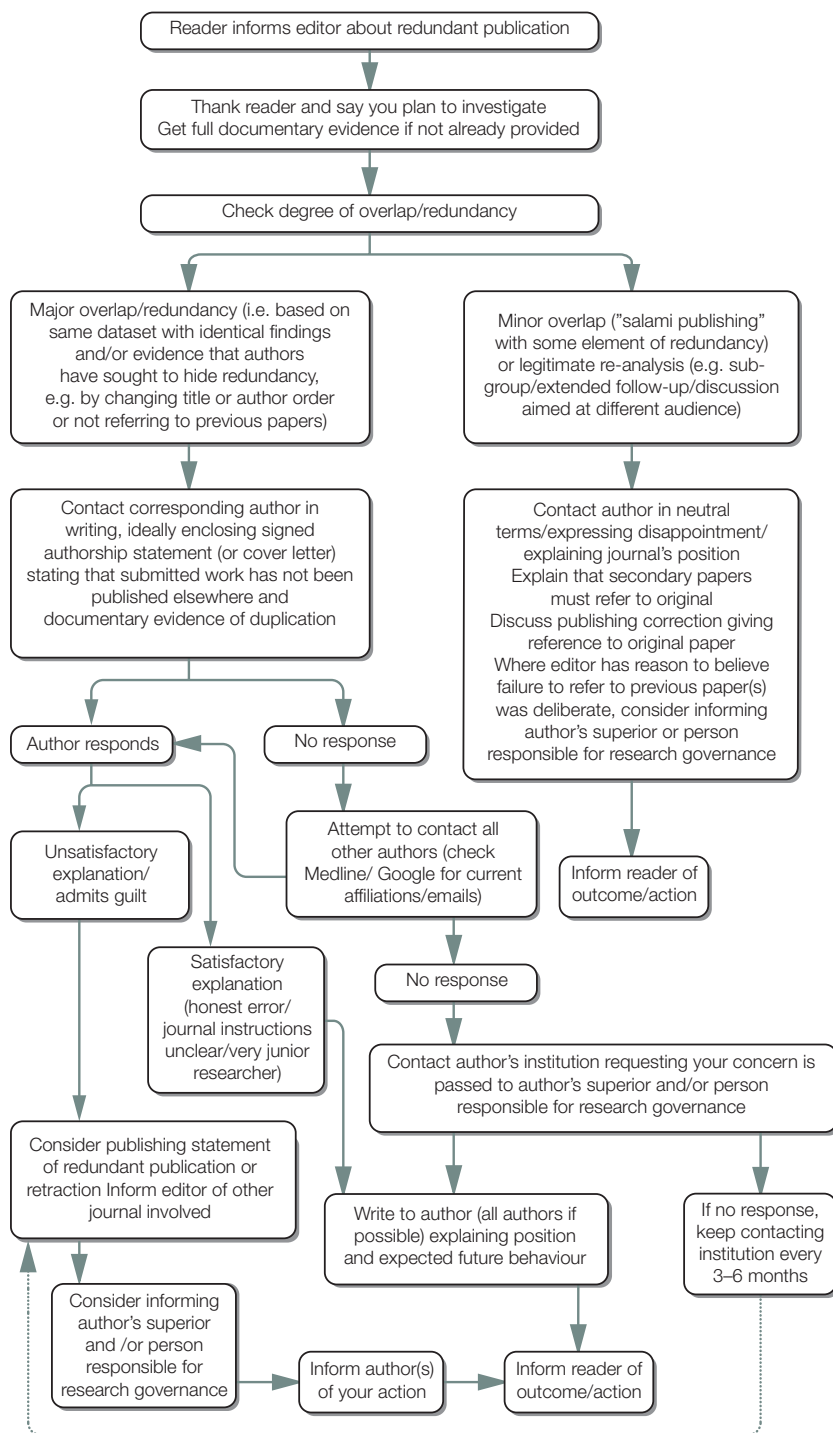 Reader informs editor about redundant publication
Thank reader and say you plan to investigate
Get full documentary evidence if not already provided
Check degree of overlap/redundancy
Major overlap/redundancy (i.e. based on
same dataset with identical findings
and/or evidence that authors
have sought to hide redundancy,
e.g. by changing title or author order
or not referring to previous papers)
Minor overlap ("salami publishing"
with some element of redundancy)
or legitimate re-analysis (e.g. sub-
group/extended follow-up/discussion
aimed at different audience)
Contact corresponding author in
writing, ideally enclosing signed
authorship statement (or cover letter)
stating that submitted work has not been
published elsewhere and
documentary evidence of duplication
Contact author in neutral
terms/expressing disappointment/
explaining journal's position
Explain that secondary papers
must refer to original
Discuss publishing correction giving
reference to original paper
Where editor has reason to believe
failure to refer to previous paper(s)
was deliberate, consider informing
author's superior or person
responsible for research governance
Author responds
No response
Unsatisfactory
explanation/
admits guilt
Attempt to contact all
other authors (check
Medline/ Google for current
affiliations/emails)
Inform reader of
outcome/action
Satisfactory
explanation
(honest error/
journal instructions
unclear/very junior
researcher)
No response
Contact author's institution requesting your concern is
passed to author's superior and/or person
responsible for research governance
Consider publishing statement
of redundant publication or
retraction Inform editor of other
journal involved
Write to author (all authors if
possible) explaining position
and expected future behaviour
If no response,
keep contacting
institution every
3–6 months
Consider informing
author's superior
and /or person
responsible for
research governance
Inform author(s)
of your action
Inform reader of
outcome/action